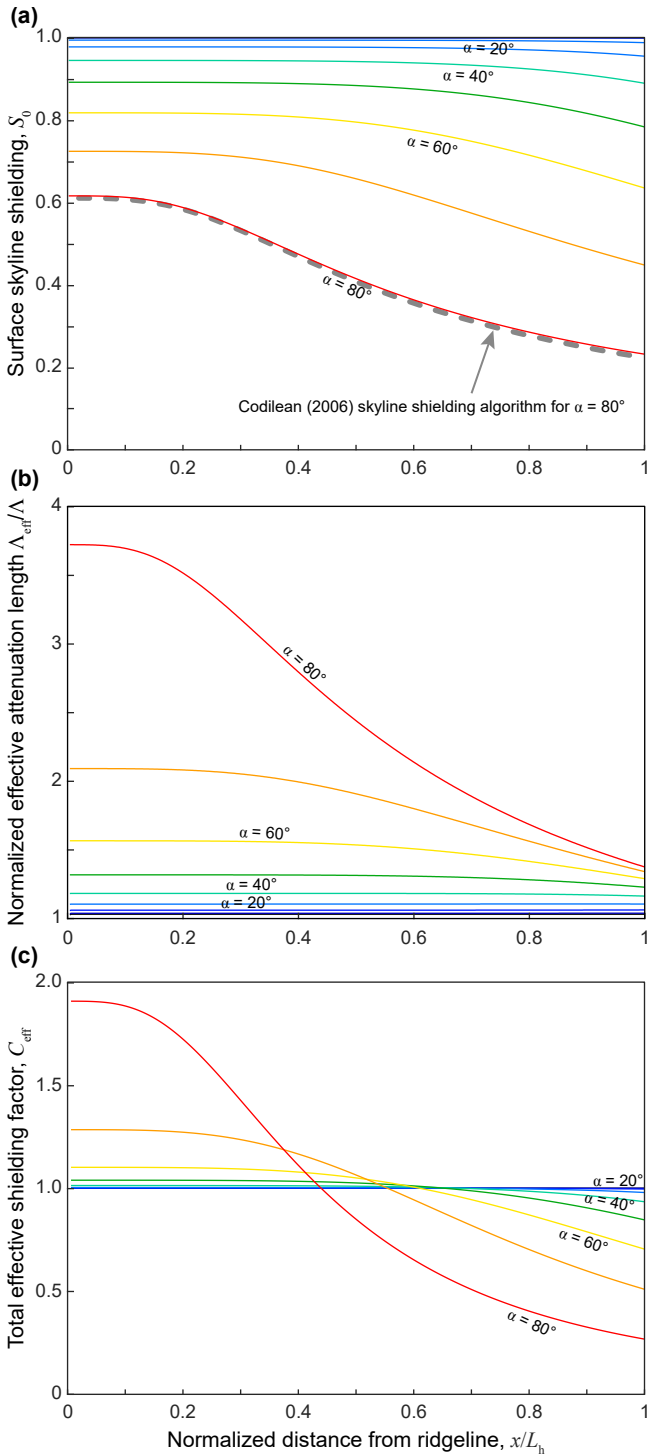 (a)
1.0
0.8
0.6
0.4
0.2
0
Surface skyline shielding, S₀
α = 20°
α = 40°
α = 60°
α = 80°
Codilean (2006) skyline shielding algorithm for α = 80°
0 0.2 0.4 0.6 0.8 1
(b)
4
3
2
1
Normalized effective attenuation length Λeff/Λ
α = 80°
α = 60°
α = 40°
α = 20°
0 0.2 0.4 0.6 0.8 1
(c)
2.0
1.5
1.0
0.5
0
Total effective shielding factor, Ceff
α = 20°
α = 40°
α = 60°
α = 80°
0 0.2 0.4 0.6 0.8 1
Normalized distance from ridgeline, x/Lh